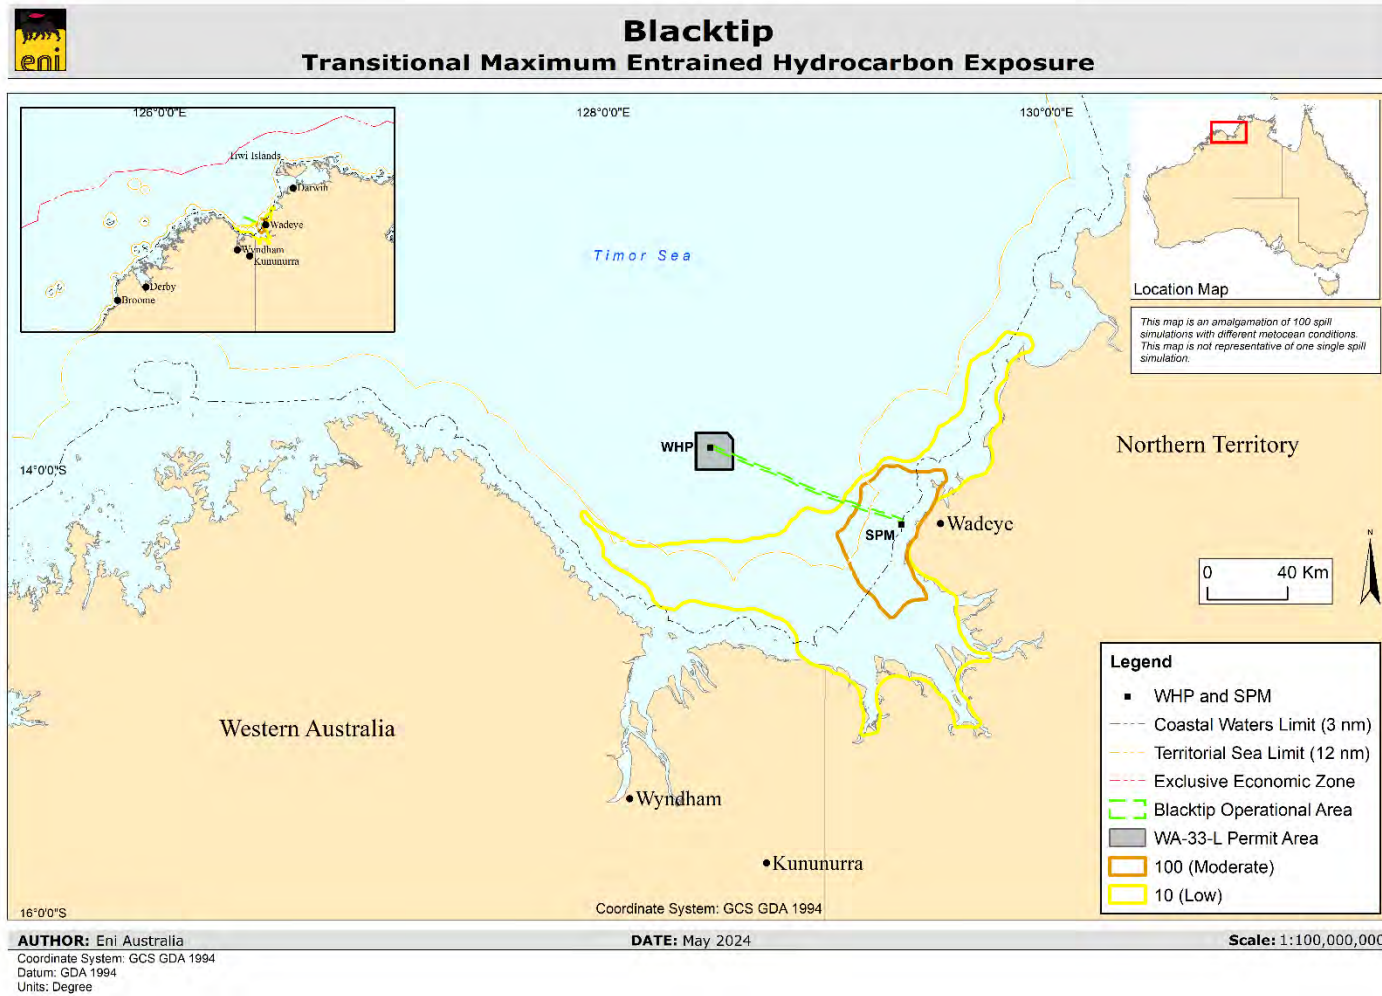 eni
Blacktip
Transitional Maximum Entrained Hydrocarbon Exposure
126°0'0"E
128°0'0"E
130°0'0"E
Tiwi Islands
Darwin
Wadeye
Wyndham
Kununurra
Derby
Broome
Timor Sea
Location Map
This map is an amalgamation of 100 spill
simulations with different metocean conditions.
This map is not representative of one single spill
simulation.
WHP
Northern Territory
14°0'0"S
SPM
Wadeye
N
0 40 Km
Western Australia
Wyndham
Kununurra
Legend
WHP and SPM
Coastal Waters Limit (3 nm)
Territorial Sea Limit (12 nm)
Exclusive Economic Zone
Blacktip Operational Area
WA-33-L Permit Area
100 (Moderate)
10 (Low)
16°0'0"S
Coordinate System: GCS GDA 1994
AUTHOR: Eni Australia
DATE: May 2024
Scale: 1:100,000,000
Coordinate System: GCS GDA 1994
Datum: GDA 1994
Units: Degree